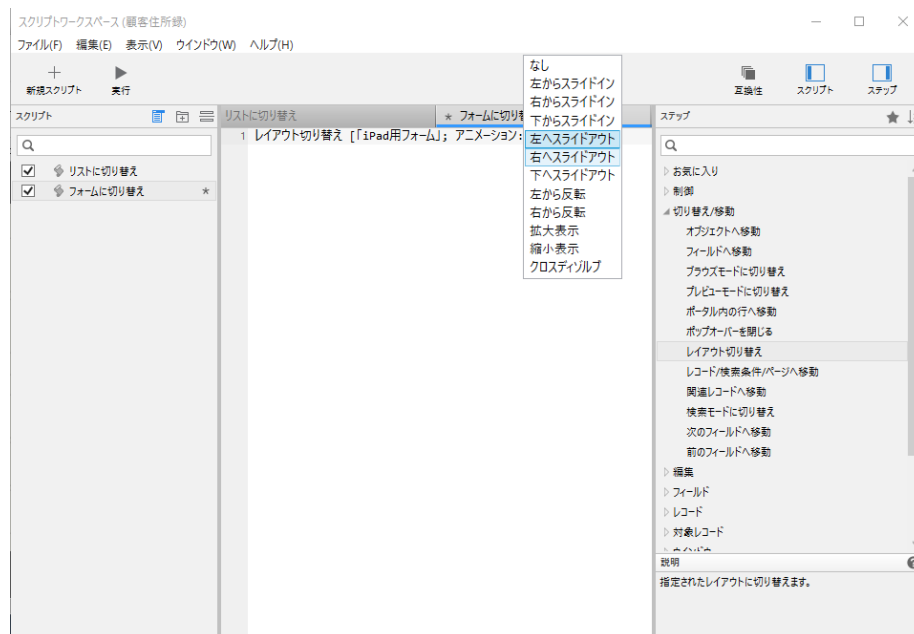 スクリプトワークスペース (顧客住所録)
ファイル(F) 編集(E) 表示(V) ウインドウ(W) ヘルプ(H)
新規スクリプト 実行 互換性 スクリプト ステップ
スクリプト
リストに切り替え
フォームに切り替え *
リストに切り替え
* フォームに切り替
1 レイアウト切り替え [「iPad用フォーム」; アニメーション:
なし
左からスライドイン
右からスライドイン
下からスライドイン
左へスライドアウト
右へスライドアウト
下へスライドアウト
左から反転
右から反転
拡大表示
縮小表示
クロスディゾルブ
ステップ
お気に入り
制御
切り替え/移動
オブジェクトへ移動
フィールドへ移動
ブラウズモードに切り替え
プレビューモードに切り替え
ポータル内の行へ移動
ポップオーバーを閉じる
レイアウト切り替え
レコード/検索条件/ページへ移動
関連レコードへ移動
検索モードに切り替え
次のフィールドへ移動
前のフィールドへ移動
編集
フィールド
レコード
対象レコード
説明
指定されたレイアウトに切り替えます。